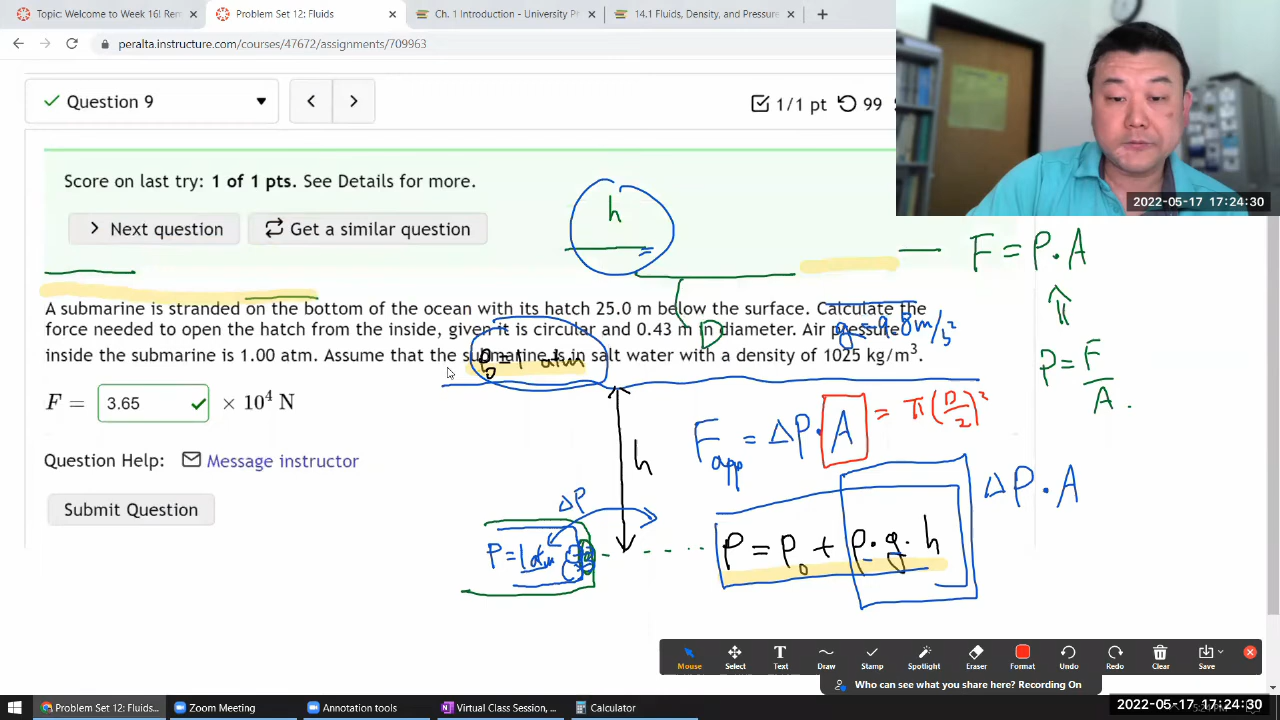 Topic: Welcome to Week 16! Rem
Problem Set 12: Fluids
Ch. 1 Introduction - University P
14.1 Fluids, Density, and Pressure
peralta.instructure.com/courses/47672/assignments/709963
Question 9
1/1 pt
99
2022-05-17 17:24:30
Score on last try: 1 of 1 pts. See Details for more.
Next question
Get a similar question
h
F = P · A
A submarine is stranded on the bottom of the ocean with its hatch 25.0 m below the surface. Calculate the
force needed to open the hatch from the inside, given it is circular and 0.43 m in diameter. Air pressure
inside the submarine is 1.00 atm. Assume that the submarine is in salt water with a density of 1025 kg/m³.
D
g = 9.8 m/s²
P₀ = 1 atm
P = F/A.
F = 3.65 × 10⁴ N
F app = ΔP · A = π(D/2)²
h
Question Help: Message instructor
ΔP · A
Submit Question
ΔP
P = 1 atm
P = P₀ + ρ · g · h
Mouse
Select
Text
Draw
Stamp
Spotlight
Eraser
Format
Undo
Redo
Clear
Save
Who can see what you share here? Recording On
Problem Set 12: Fluids
Zoom Meeting
Annotation tools
Virtual Class Session,
Calculator
2022-05-17 17:24:30